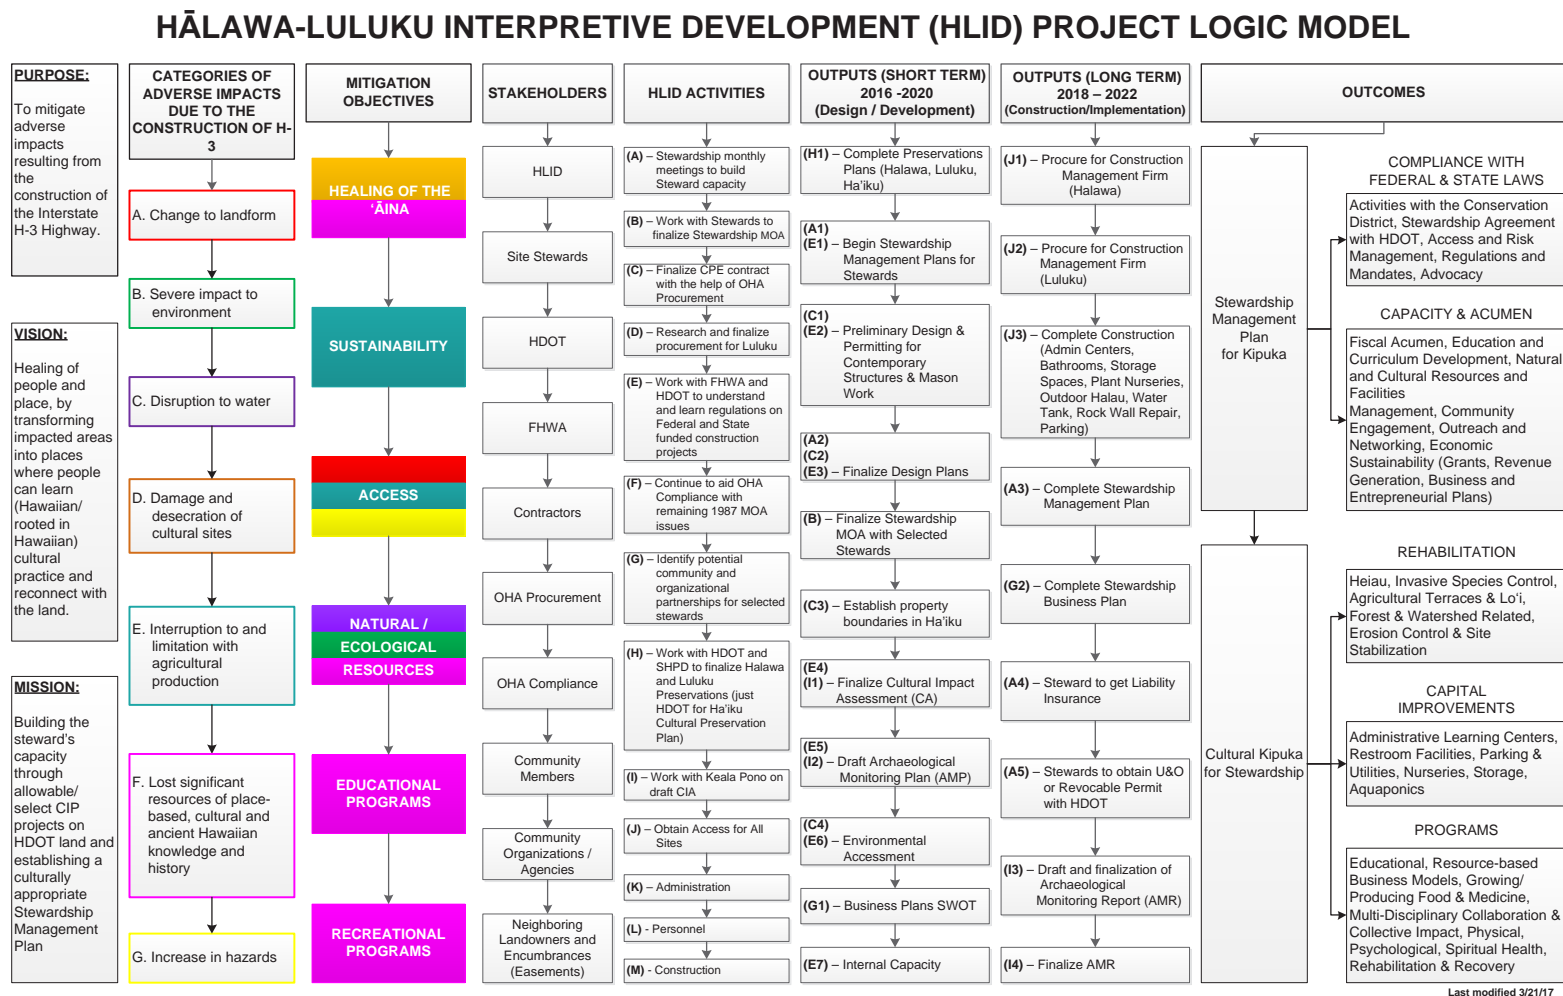 HĀLAWA-LULUKU INTERPRETIVE DEVELOPMENT (HLID) PROJECT LOGIC MODEL
PURPOSE:
To mitigate
adverse
impacts
resulting from
the
construction of
the Interstate
H-3 Highway.
VISION:
Healing of
people and
place, by
transforming
impacted areas
into places
where people
can learn
(Hawaiian/
rooted in
Hawaiian)
cultural
practice and
reconnect with
the land.
MISSION:
Building the
steward's
capacity
through
allowable/
select CIP
projects on
HDOT land and
establishing a
culturally
appropriate
Stewardship
Management
Plan
CATEGORIES OF
ADVERSE IMPACTS
DUE TO THE
CONSTRUCTION OF H-
3
A. Change to landform
B. Severe impact to
environment
C. Disruption to water
D. Damage and
desecration of
cultural sites
E. Interruption to and
limitation with
agricultural
production
F. Lost significant
resources of place-
based, cultural and
ancient Hawaiian
knowledge and
history
G. Increase in hazards
MITIGATION
OBJECTIVES
HEALING OF THE
‘ĀINA
SUSTAINABILITY
ACCESS
NATURAL /
ECOLOGICAL
RESOURCES
EDUCATIONAL
PROGRAMS
RECREATIONAL
PROGRAMS
STAKEHOLDERS
HLID
Site Stewards
HDOT
FHWA
Contractors
OHA Procurement
OHA Compliance
Community
Members
Community
Organizations /
Agencies
Neighboring
Landowners and
Encumbrances
(Easements)
HLID ACTIVITIES
(A) – Stewardship monthly
meetings to build
Steward capacity
(B) – Work with Stewards to
finalize Stewardship MOA
(C) – Finalize CPE contract
with the help of OHA
Procurement
(D) – Research and finalize
procurement for Luluku
(E) – Work with FHWA and
HDOT to understand
and learn regulations on
Federal and State
funded construction
projects
(F) – Continue to aid OHA
Compliance with
remaining 1987 MOA
issues
(G) – Identify potential
community and
organizational
partnerships for selected
stewards
(H) – Work with HDOT and
SHPD to finalize Halawa
and Luluku
Preservations (just
HDOT for Ha'iku
Cultural Preservation
Plan)
(I) – Work with Keala Pono on
draft CIA
(J) – Obtain Access for All
Sites
(K) – Administration
(L) - Personnel
(M) - Construction
OUTPUTS (SHORT TERM)
2016 -2020
(Design / Development)
(H1) – Complete Preservations
Plans (Halawa, Luluku,
Ha'iku)
(A1)
(E1) – Begin Stewardship
Management Plans for
Stewards
(C1)
(E2) – Preliminary Design &
Permitting for
Contemporary
Structures & Mason
Work
(A2)
(C2)
(E3) – Finalize Design Plans
(B) – Finalize Stewardship
MOA with Selected
Stewards
(C3) – Establish property
boundaries in Ha'iku
(E4)
(I1) – Finalize Cultural Impact
Assessment (CA)
(E5)
(I2) – Draft Archaeological
Monitoring Plan (AMP)
(C4)
(E6) – Environmental
Assessment
(G1) – Business Plans SWOT
(E7) – Internal Capacity
OUTPUTS (LONG TERM)
2018 – 2022
(Construction/Implementation)
(J1) – Procure for Construction
Management Firm
(Halawa)
(J2) – Procure for Construction
Management Firm
(Luluku)
(J3) – Complete Construction
(Admin Centers,
Bathrooms, Storage
Spaces, Plant Nurseries,
Outdoor Halau, Water
Tank, Rock Wall Repair,
Parking)
(A3) – Complete Stewardship
Management Plan
(G2) – Complete Stewardship
Business Plan
(A4) – Steward to get Liability
Insurance
(A5) – Stewards to obtain U&O
or Revocable Permit
with HDOT
(I3) – Draft and finalization of
Archaeological
Monitoring Report (AMR)
(I4) – Finalize AMR
OUTCOMES
Stewardship
Management
Plan
for Kipuka
Cultural Kipuka
for Stewardship
COMPLIANCE WITH
FEDERAL & STATE LAWS
Activities with the Conservation
District, Stewardship Agreement
with HDOT, Access and Risk
Management, Regulations and
Mandates, Advocacy
CAPACITY & ACUMEN
Fiscal Acumen, Education and
Curriculum Development, Natural
and Cultural Resources and
Facilities
Management, Community
Engagement, Outreach and
Networking, Economic
Sustainability (Grants, Revenue
Generation, Business and
Entrepreneurial Plans)
REHABILITATION
Heiau, Invasive Species Control,
Agricultural Terraces & Lo‘i,
Forest & Watershed Related,
Erosion Control & Site
Stabilization
CAPITAL
IMPROVEMENTS
Administrative Learning Centers,
Restroom Facilities, Parking &
Utilities, Nurseries, Storage,
Aquaponics
PROGRAMS
Educational, Resource-based
Business Models, Growing/
Producing Food & Medicine,
Multi-Disciplinary Collaboration &
Collective Impact, Physical,
Psychological, Spiritual Health,
Rehabilitation & Recovery
Last modified 3/21/17